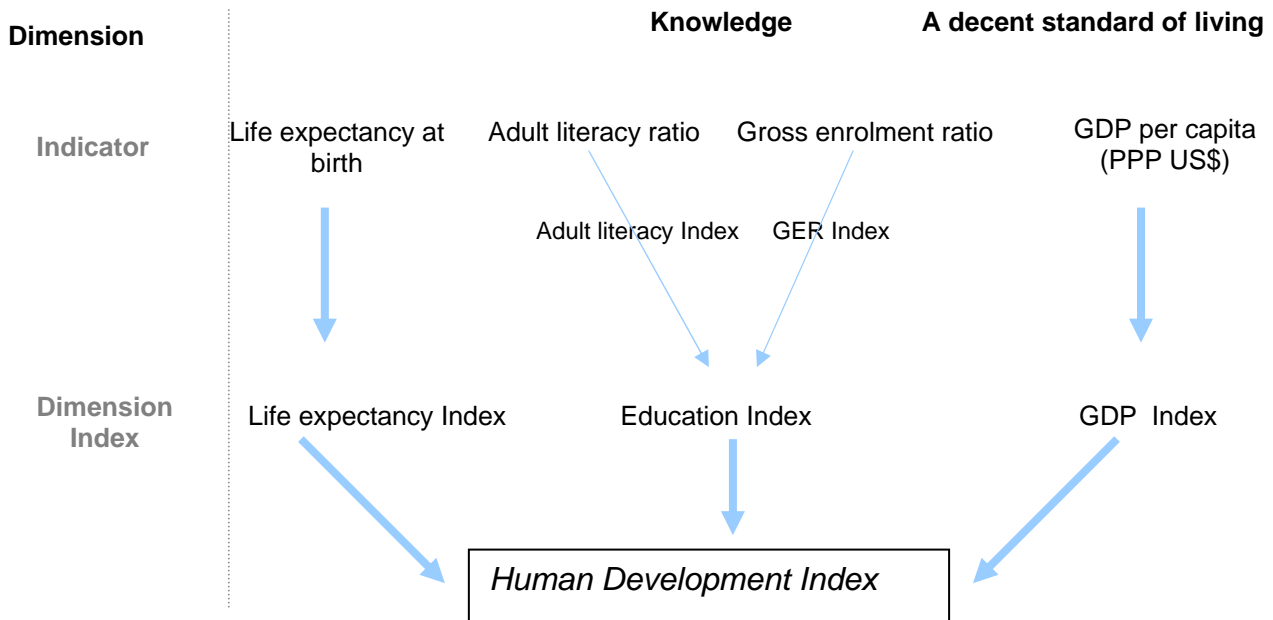 Dimension
Knowledge
A decent standard of living
Indicator
Life expectancy at
birth
Adult literacy ratio
Gross enrolment ratio
GDP per capita
(PPP US$)
Adult literacy Index
GER Index
Dimension
Index
Life expectancy Index
Education Index
GDP Index
Human Development Index